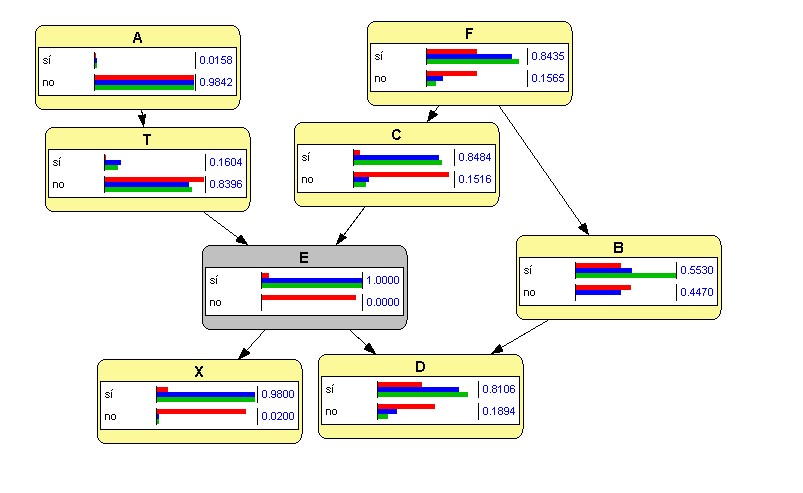 A
sí 0.0158
no 0.9842
F
sí 0.8435
no 0.1565
T
sí 0.1604
no 0.8396
C
sí 0.8484
no 0.1516
E
sí 1.0000
no 0.0000
B
sí 0.5530
no 0.4470
X
sí 0.9800
no 0.0200
D
sí 0.8106
no 0.1894